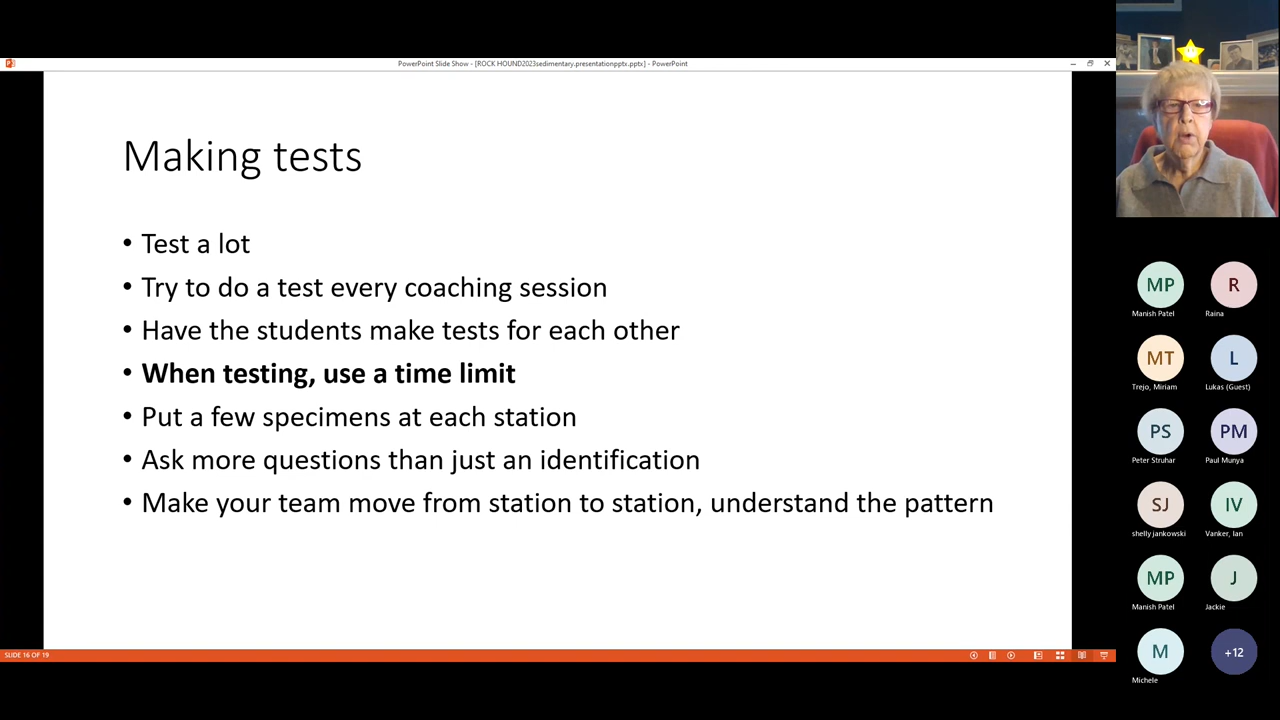 PowerPoint Slide Show - [ROCK HOUND2023sedimentary.presentationpptx.pptx] - PowerPoint
Making tests
• Test a lot
• Try to do a test every coaching session
• Have the students make tests for each other
• When testing, use a time limit
• Put a few specimens at each station
• Ask more questions than just an identification
• Make your team move from station to station, understand the pattern
SLIDE 16 OF 19
MP R
Manish Patel Raina
MT L
Trejo, Miriam Lukas (Guest)
PS PM
Peter Struhar Paul Munya
SJ IV
shelly jankowski Vanker, Ian
MP J
Manish Patel Jackie
M +12
Michele